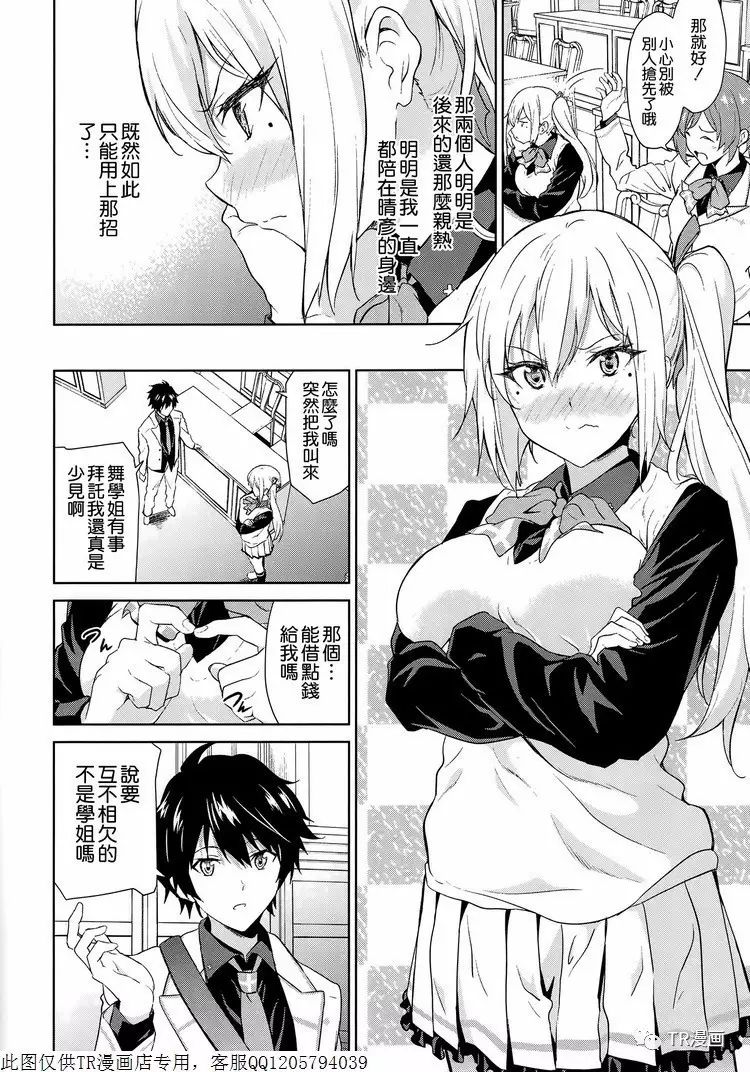 那就好！
小心別被
別人搶先了哦
那兩個人明明是
後來的還那麼親熱
明明是我一直
都陪在晴彥的身邊
既然如此
只能用上那招
了…
怎麼了嗎
突然把我叫來
舞學姐有事
拜託我還真是
少見啊
那個…
能借點錢
給我嗎
說要
互不相欠的
不是學姐嗎
TR漫画
此图仅供TR漫画店专用，客服QQ1205794039